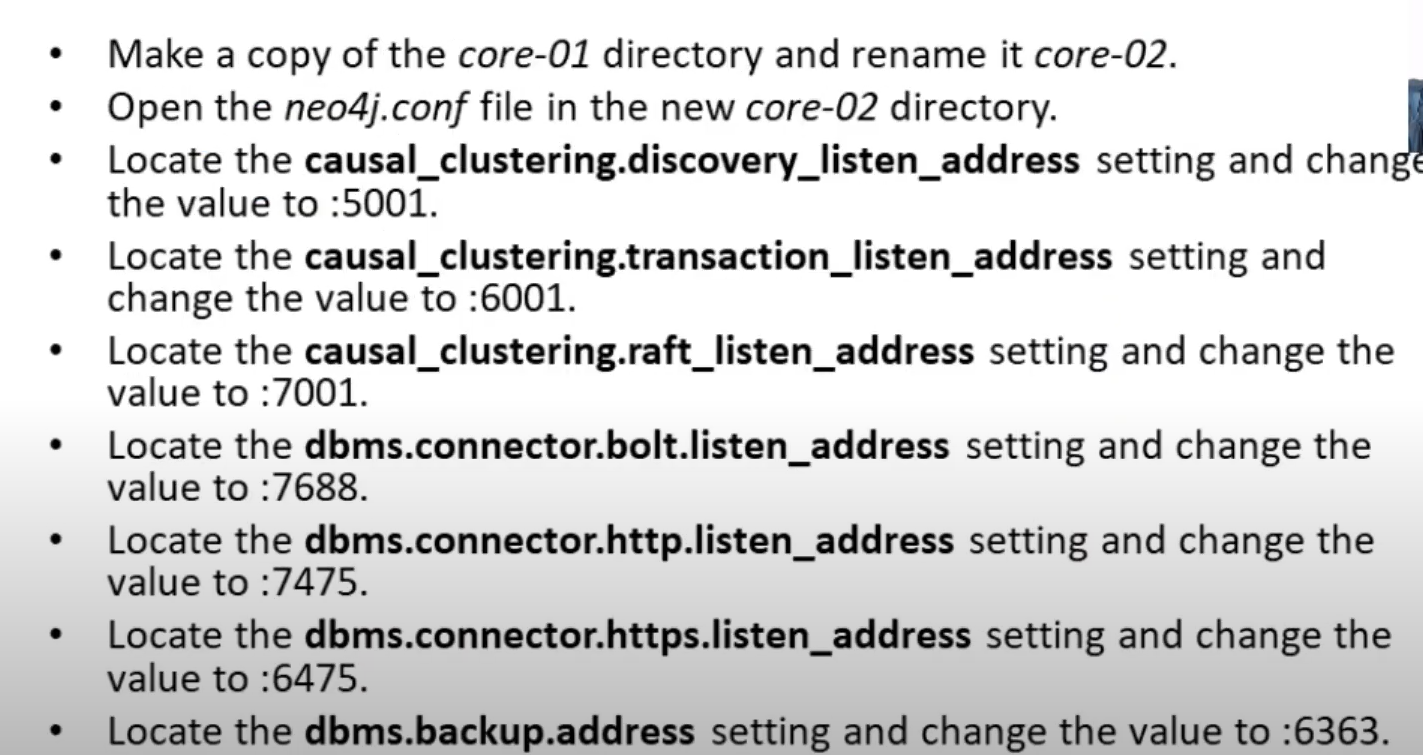 • Make a copy of the core-01 directory and rename it core-02.
• Open the neo4j.conf file in the new core-02 directory.
• Locate the causal_clustering.discovery_listen_address setting and change
the value to :5001.
• Locate the causal_clustering.transaction_listen_address setting and
change the value to :6001.
• Locate the causal_clustering.raft_listen_address setting and change the
value to :7001.
• Locate the dbms.connector.bolt.listen_address setting and change the
value to :7688.
• Locate the dbms.connector.http.listen_address setting and change the
value to :7475.
• Locate the dbms.connector.https.listen_address setting and change the
value to :6475.
• Locate the dbms.backup.address setting and change the value to :6363.